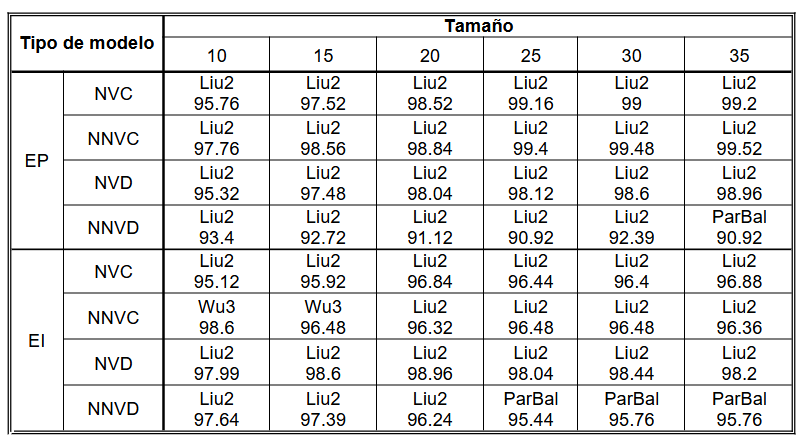 Tipo de modelo
Tamaño
10 15 20 25 30 35
EP
NVC
Liu2 Liu2 Liu2 Liu2 Liu2 Liu2
95.76 97.52 98.52 99.16 99 99.2
NNVC
Liu2 Liu2 Liu2 Liu2 Liu2 Liu2
97.76 98.56 98.84 99.4 99.48 99.52
NVD
Liu2 Liu2 Liu2 Liu2 Liu2 Liu2
95.32 97.48 98.04 98.12 98.6 98.96
NNVD
Liu2 Liu2 Liu2 Liu2 Liu2 ParBal
93.4 92.72 91.12 90.92 92.39 90.92
EI
NVC
Liu2 Liu2 Liu2 Liu2 Liu2 Liu2
95.12 95.92 96.84 96.44 96.4 96.88
NNVC
Wu3 Wu3 Liu2 Liu2 Liu2 Liu2
98.6 96.48 96.32 96.48 96.48 96.36
NVD
Liu2 Liu2 Liu2 Liu2 Liu2 Liu2
97.99 98.6 98.96 98.04 98.44 98.2
NNVD
Liu2 Liu2 Liu2 ParBal ParBal ParBal
97.64 97.39 96.24 95.44 95.76 95.76